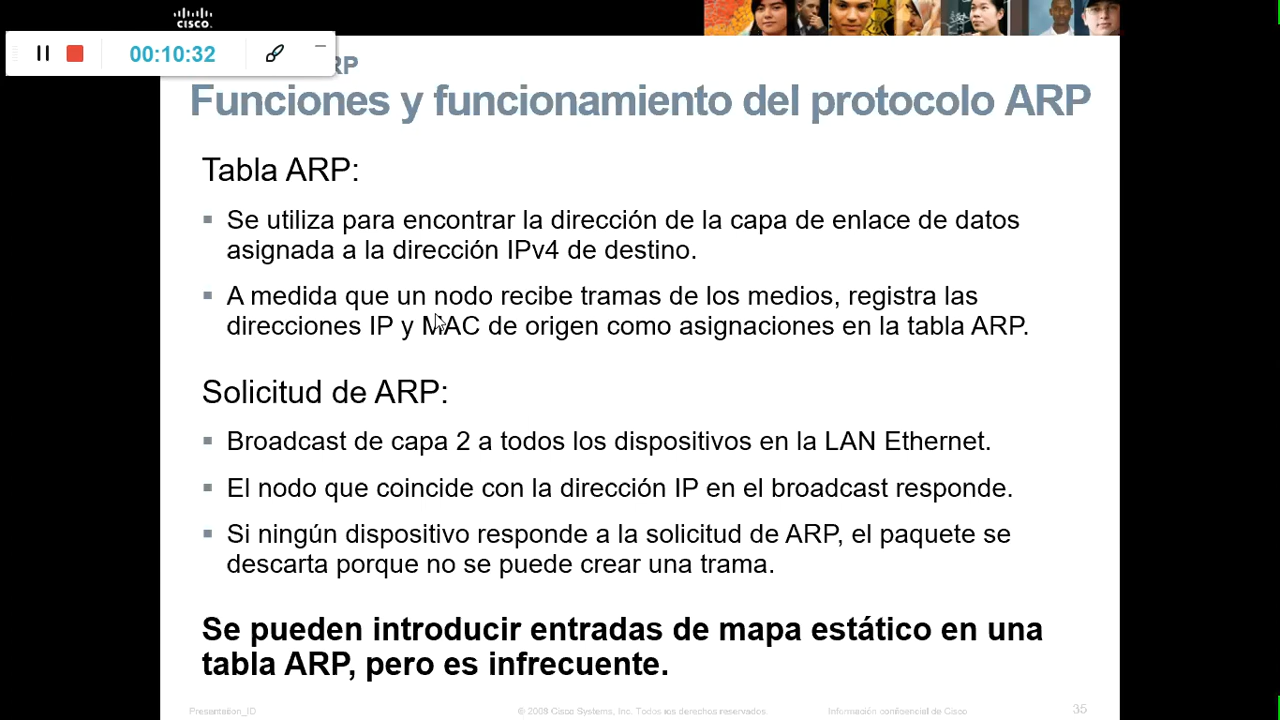 CISCO.
00:10:32
RP
Funciones y funcionamiento del protocolo ARP
Tabla ARP:
▪ Se utiliza para encontrar la dirección de la capa de enlace de datos
asignada a la dirección IPv4 de destino.
▪ A medida que un nodo recibe tramas de los medios, registra las
direcciones IP y MAC de origen como asignaciones en la tabla ARP.
Solicitud de ARP:
▪ Broadcast de capa 2 a todos los dispositivos en la LAN Ethernet.
▪ El nodo que coincide con la dirección IP en el broadcast responde.
▪ Si ningún dispositivo responde a la solicitud de ARP, el paquete se
descarta porque no se puede crear una trama.
Se pueden introducir entradas de mapa estático en una
tabla ARP, pero es infrecuente.
Presentation_ID © 2008 Cisco Systems, Inc. Todos los derechos reservados. Información confidencial de Cisco 35